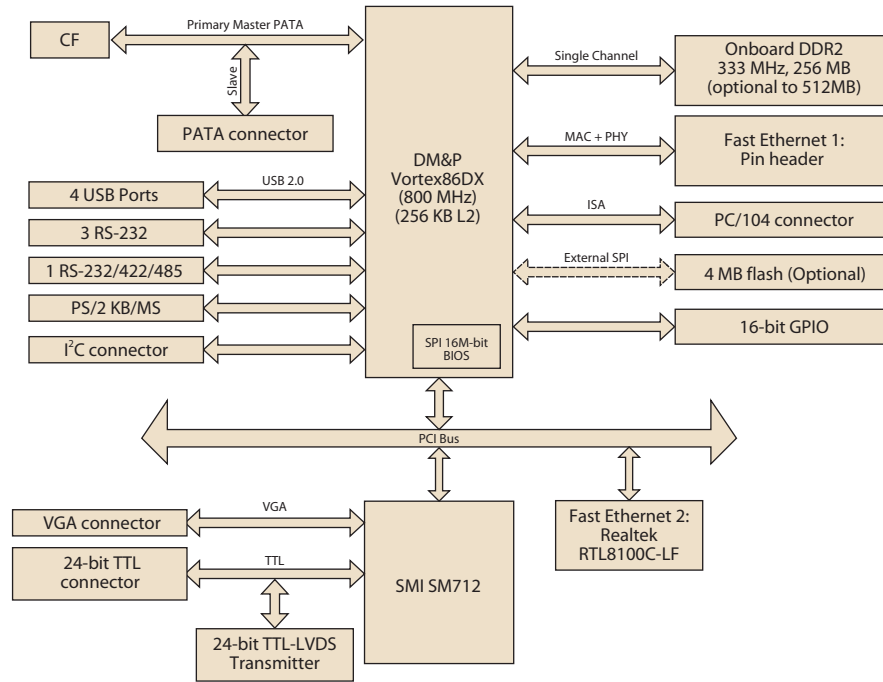 CF
Primary Master PATA
Slave
PATA connector
Single Channel
Onboard DDR2
333 MHz, 256 MB
(optional to 512MB)
MAC + PHY
Fast Ethernet 1:
Pin header
DM&P
Vortex86DX
(800 MHz)
(256 KB L2)
4 USB Ports
USB 2.0
ISA
PC/104 connector
3 RS-232
1 RS-232/422/485
External SPI
4 MB flash (Optional)
PS/2 KB/MS
16-bit GPIO
I²C connector
SPI 16M-bit
BIOS
PCI Bus
VGA connector
VGA
Fast Ethernet 2:
Realtek
RTL8100C-LF
24-bit TTL
connector
TTL
SMI SM712
24-bit TTL-LVDS
Transmitter